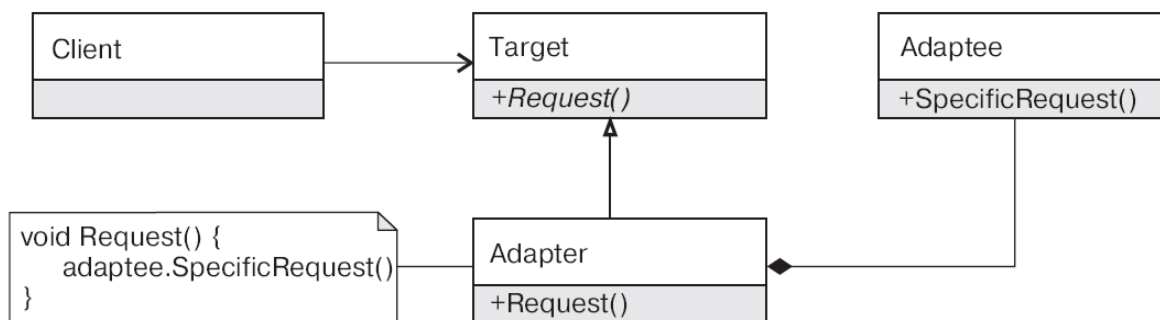 Client
Target
+Request()
Adaptee
+SpecificRequest()
void Request() {
adaptee.SpecificRequest()
}
Adapter
+Request()